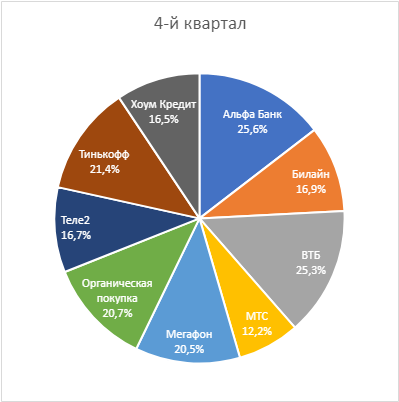 4-й квартал
Хоум Кредит
16,5%
Альфа Банк
25,6%
Тинькофф
21,4%
Билайн
16,9%
Теле2
16,7%
ВТБ
25,3%
Органическая
покупка
20,7%
МТС
12,2%
Мегафон
20,5%